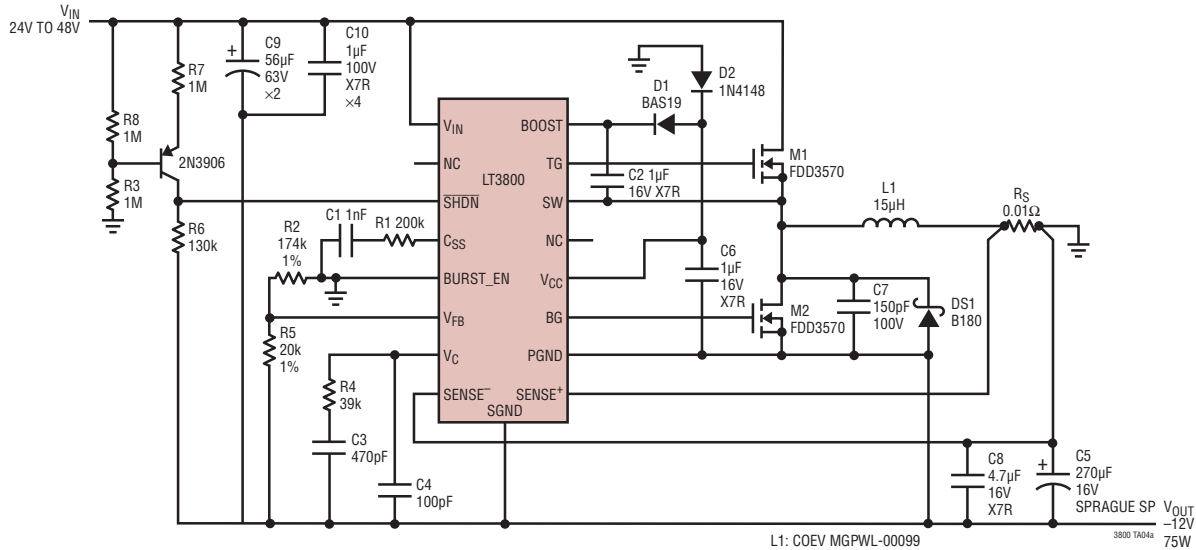 VIN
24V TO 48V
R8
1M
R3
1M
R7
1M
2N3906
R6
130k
+
C9
56µF
63V
×2
C10
1µF
100V
X7R
×4
R2
174k
1%
C1 1nF
R1 200k
R5
20k
1%
R4
39k
C3
470pF
C4
100pF
LT3800
VIN
NC
SHDN
CSS
BURST_EN
VFB
VC
SENSE–
SGND
BOOST
TG
SW
NC
VCC
BG
PGND
SENSE+
D1
BAS19
D2
1N4148
C2 1µF
16V X7R
C6
1µF
16V
X7R
M1
FDD3570
M2
FDD3570
L1
15µH
RS
0.01Ω
C7
150pF
100V
DS1
B180
C8
4.7µF
16V
X7R
+
C5
270µF
16V
SPRAGUE SP
VOUT
–12V
75W
3800 TA04a
L1: COEV MGPWL-00099